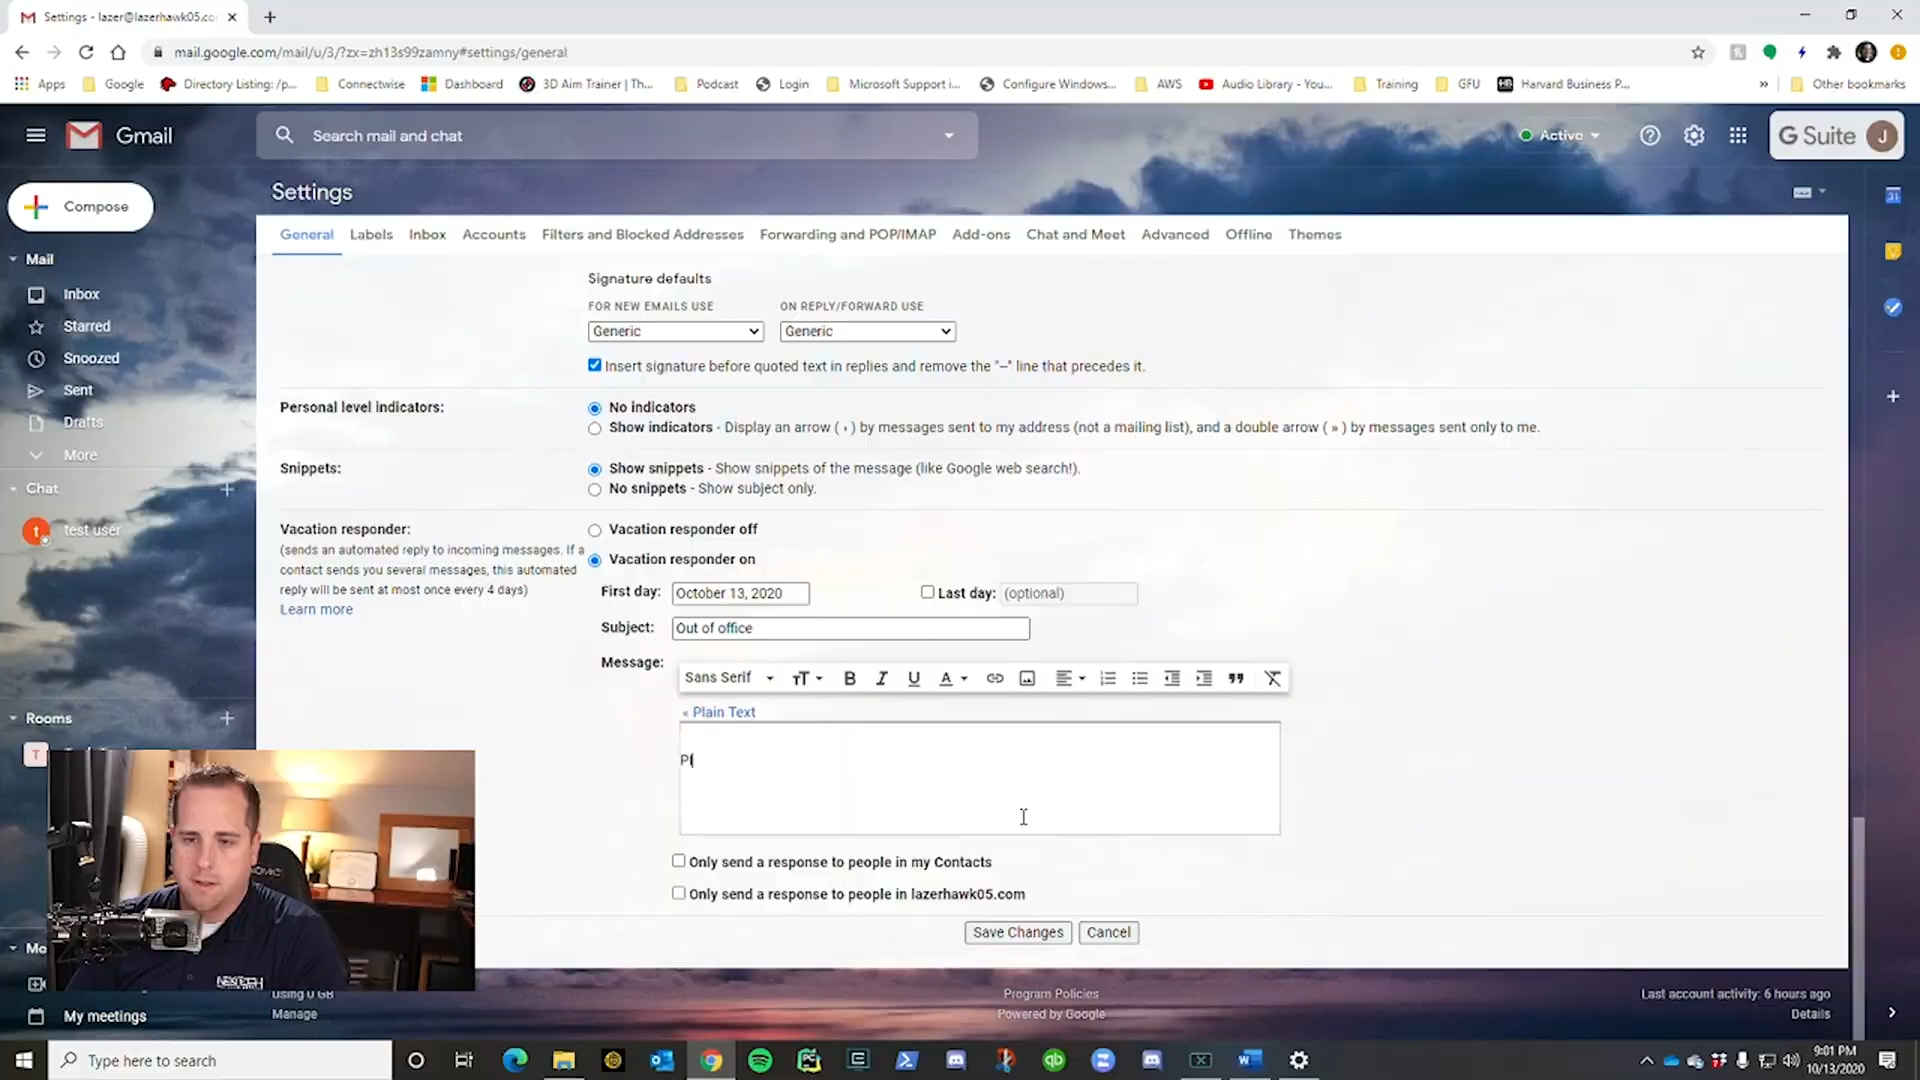 Settings - lazer@lazerhawk05.co
mail.google.com/mail/u/3/?zx=zh13s99zamny#settings/general
Apps
Google
Directory Listing: /p...
Connectwise
Dashboard
3D Aim Trainer | Th...
Podcast
Login
Microsoft Support i...
Configure Windows...
AWS
Audio Library - You...
Training
GFU
Harvard Business P...
»
Other bookmarks
Gmail
Search mail and chat
Active
G Suite
J
Compose
Settings
General
Labels
Inbox
Accounts
Filters and Blocked Addresses
Forwarding and POP/IMAP
Add-ons
Chat and Meet
Advanced
Offline
Themes
Mail
Inbox
Starred
Snoozed
Sent
Drafts
More
Chat
t
test user
Rooms
T
Me
My meetings
Signature defaults
FOR NEW EMAILS USE
ON REPLY/FORWARD USE
Generic
Generic
Insert signature before quoted text in replies and remove the "--" line that precedes it.
Personal level indicators:
No indicators
Show indicators - Display an arrow ( › ) by messages sent to my address (not a mailing list), and a double arrow ( » ) by messages sent only to me.
Snippets:
Show snippets - Show snippets of the message (like Google web search!).
No snippets - Show subject only.
Vacation responder:
(sends an automated reply to incoming messages. If a
contact sends you several messages, this automated
reply will be sent at most once every 4 days)
Learn more
Vacation responder off
Vacation responder on
First day: October 13, 2020
Last day: (optional)
Subject: Out of office
Message:
Sans Serif
« Plain Text
Pl
Only send a response to people in my Contacts
Only send a response to people in lazerhawk05.com
Save Changes
Cancel
Using 0 GB
Manage
Program Policies
Powered by Google
Last account activity: 6 hours ago
Details
Type here to search
9:01 PM
10/13/2020